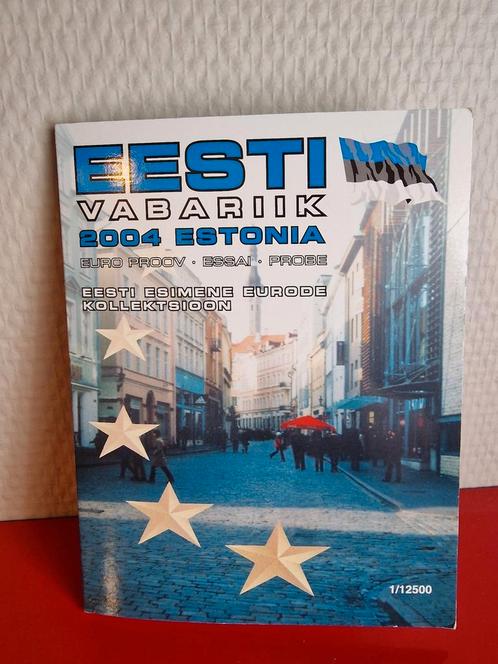 EESTI
VABARIIK
2004 ESTONIA
EURO PROOV · ESSAI · PROBE
EESTI ESIMENE EURODE
KOLLEKTSIOON
1/12500